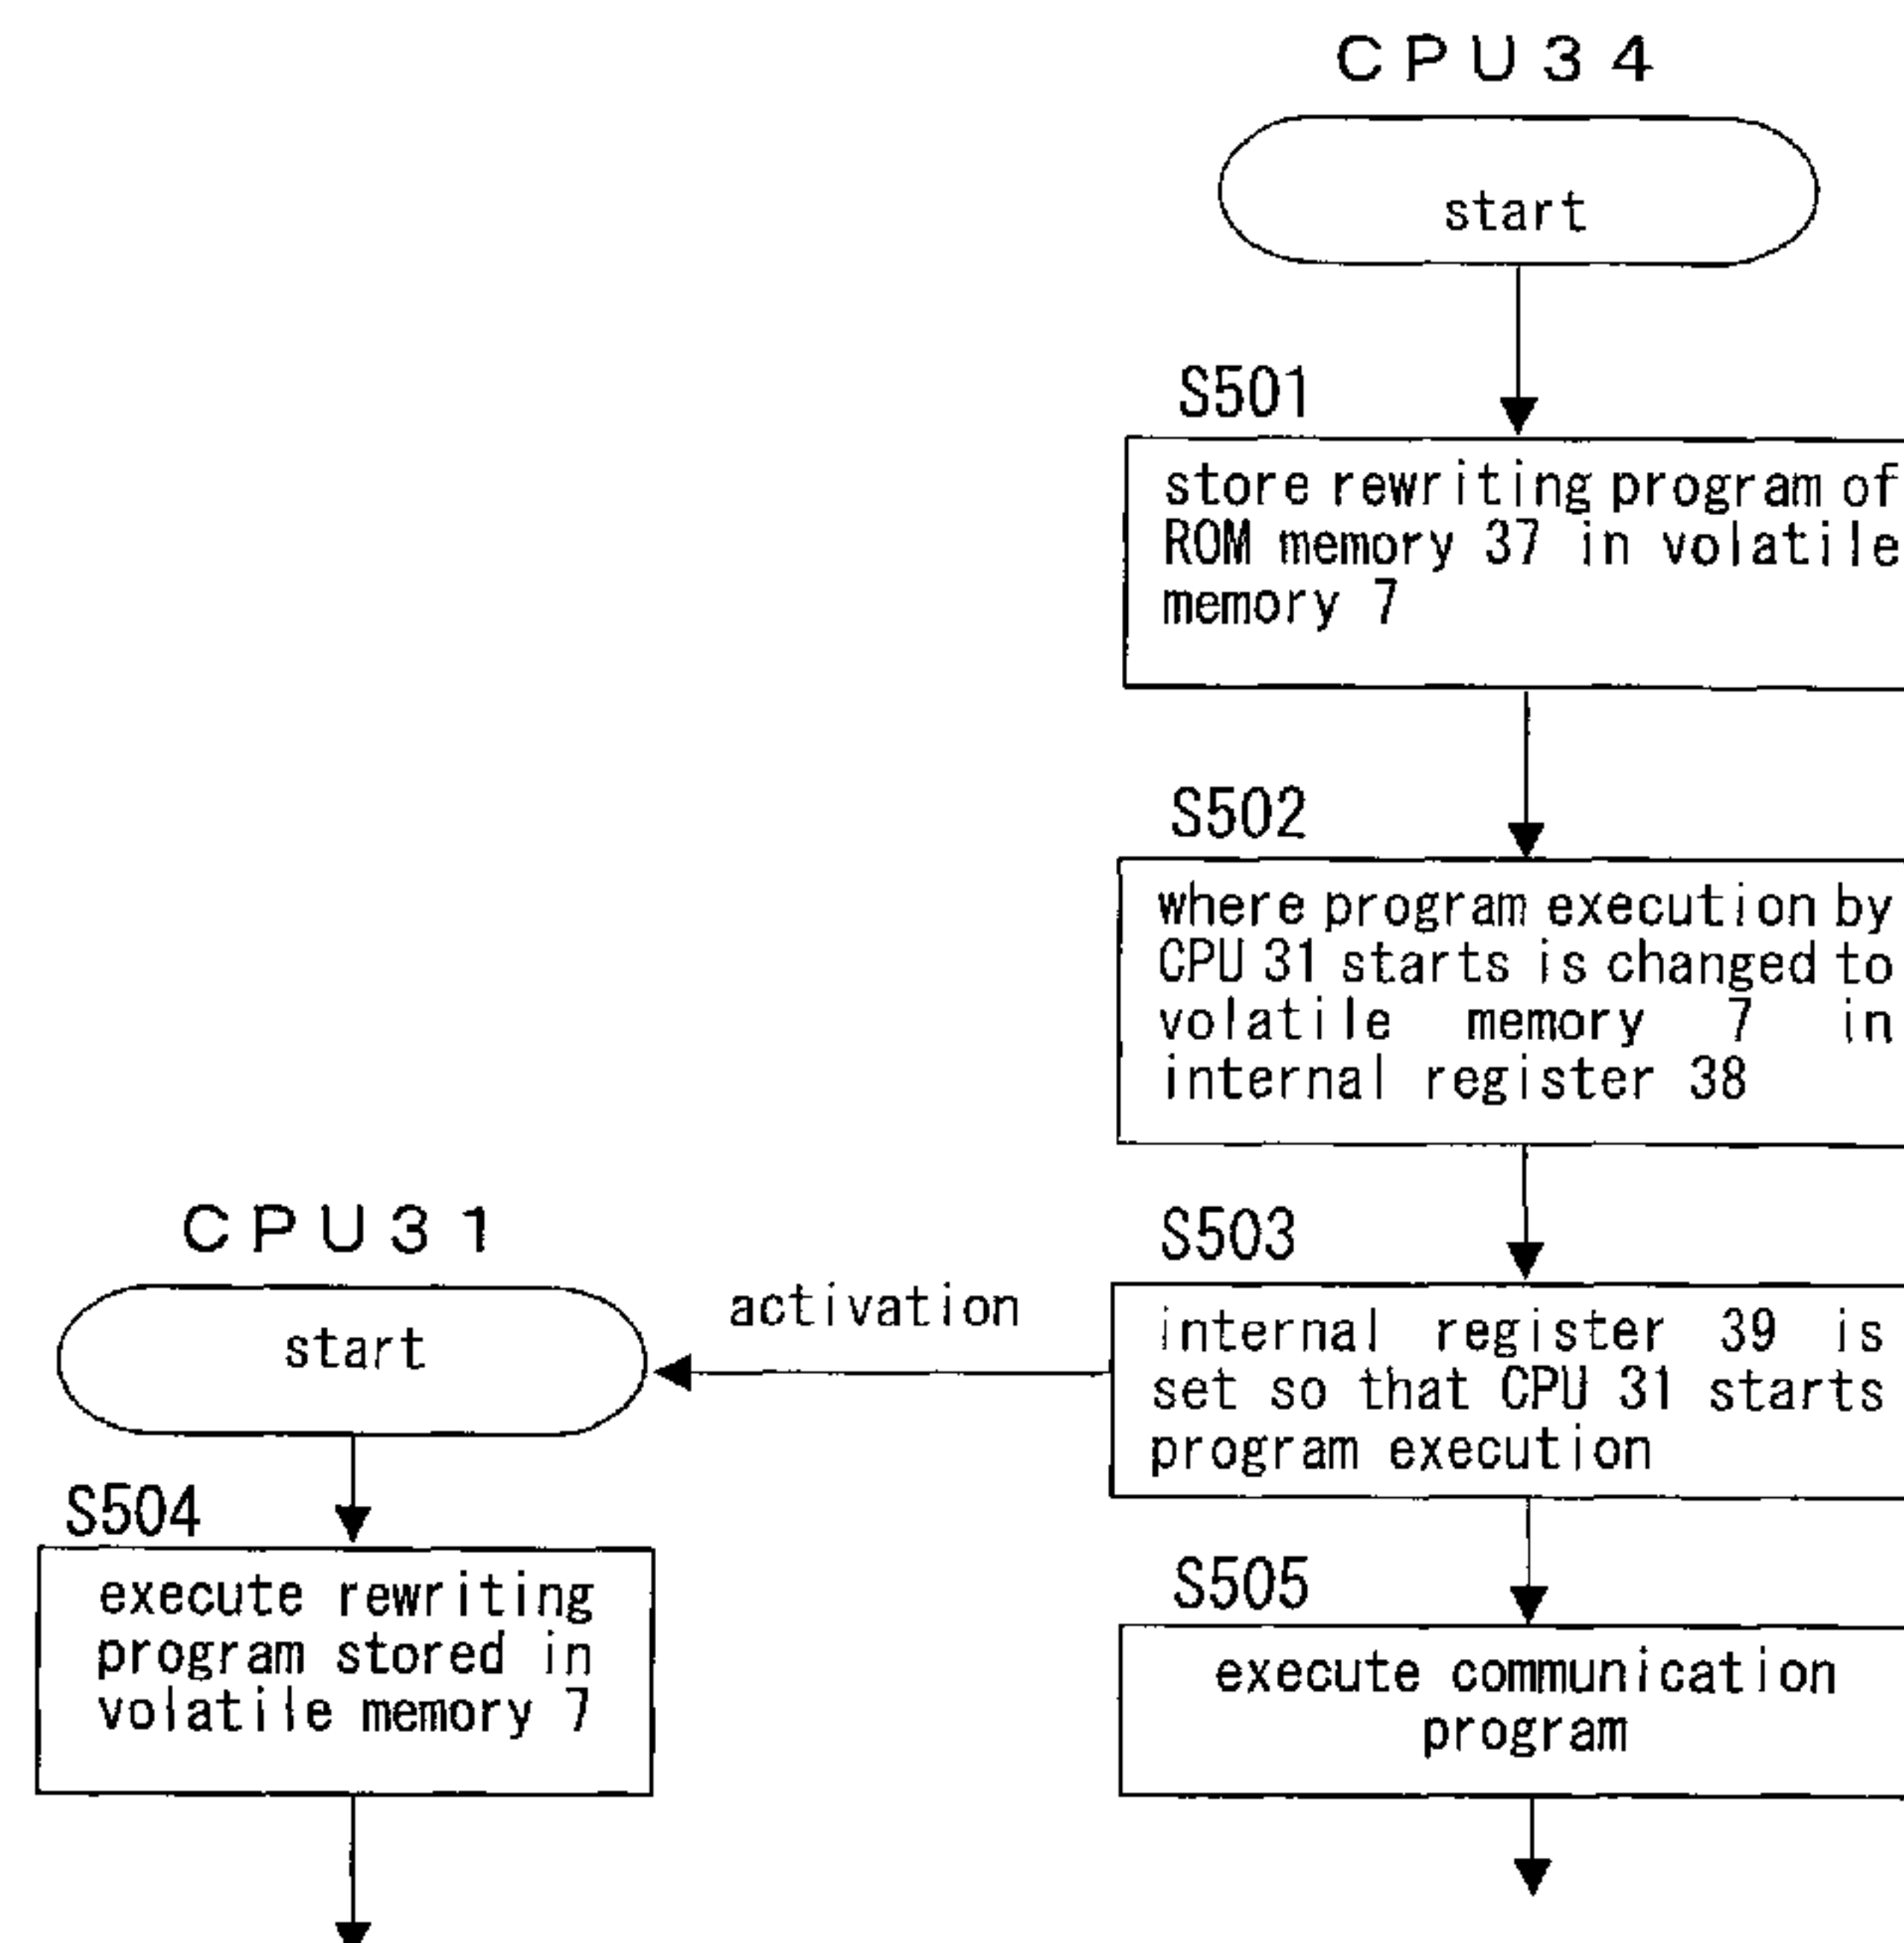 CPU34
start
S501
store rewriting program of
ROM memory 37 in volatile
memory 7
S502
where program execution by
CPU 31 starts is changed to
volatile memory 7 in
internal register 38
CPU31
start
activation
S503
internal register 39 is
set so that CPU 31 starts
program execution
S504
execute rewriting
program stored in
volatile memory 7
S505
execute communication
program